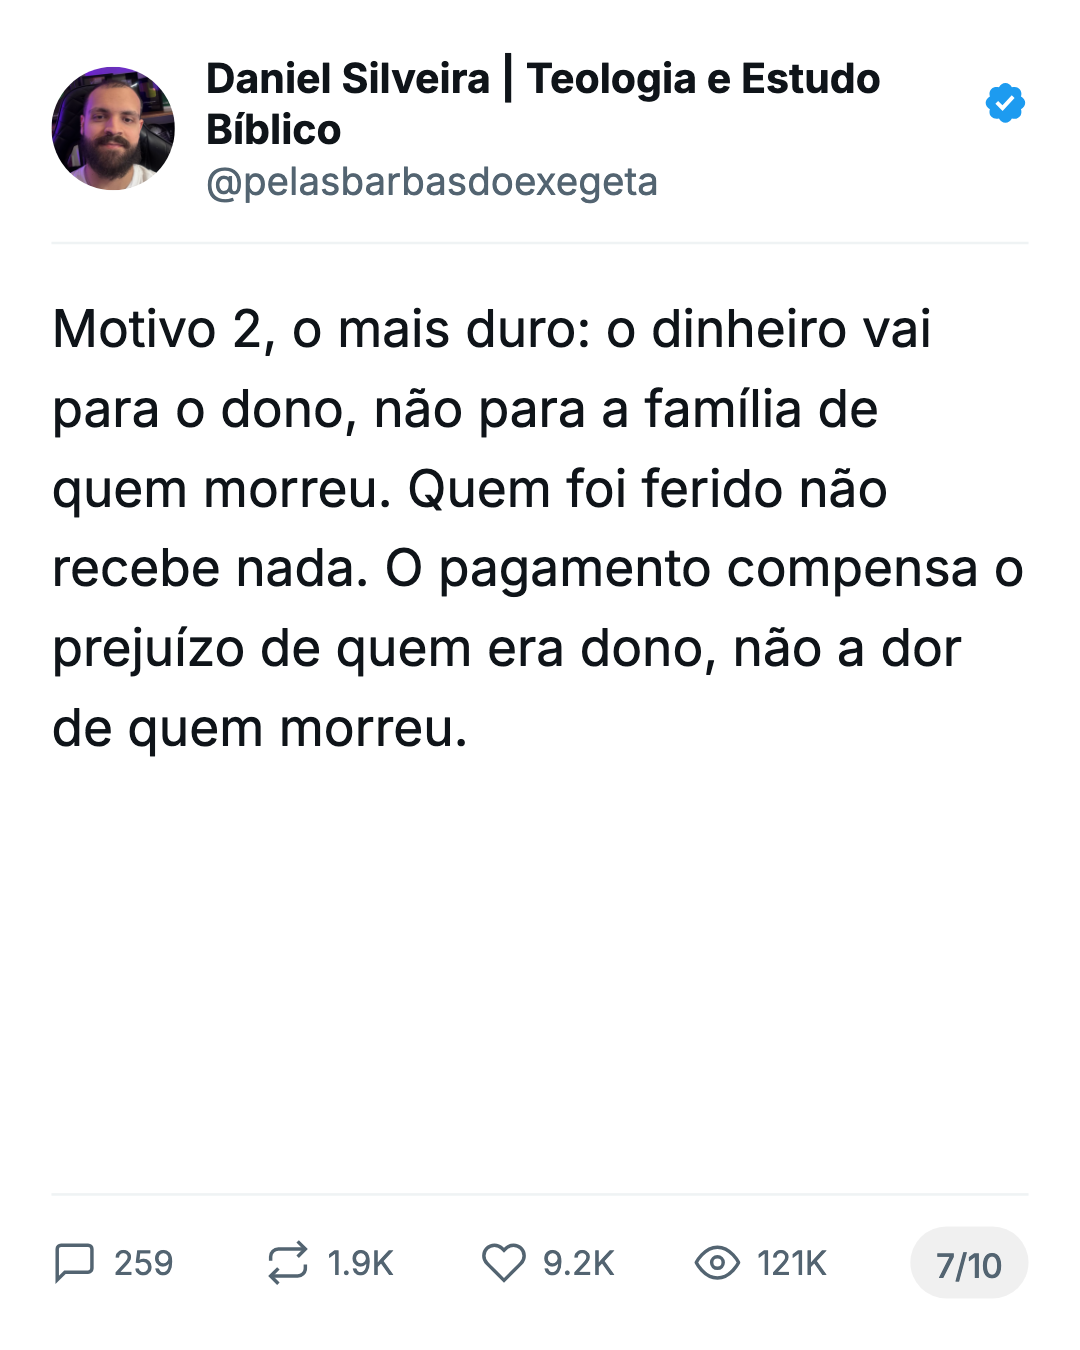 Daniel Silveira | Teologia e Estudo
Bíblico
@pelasbarbasdoexegeta
Motivo 2, o mais duro: o dinheiro vai
para o dono, não para a família de
quem morreu. Quem foi ferido não
recebe nada. O pagamento compensa o
prejuízo de quem era dono, não a dor
de quem morreu.
259 1.9K 9.2K 121K 7/10